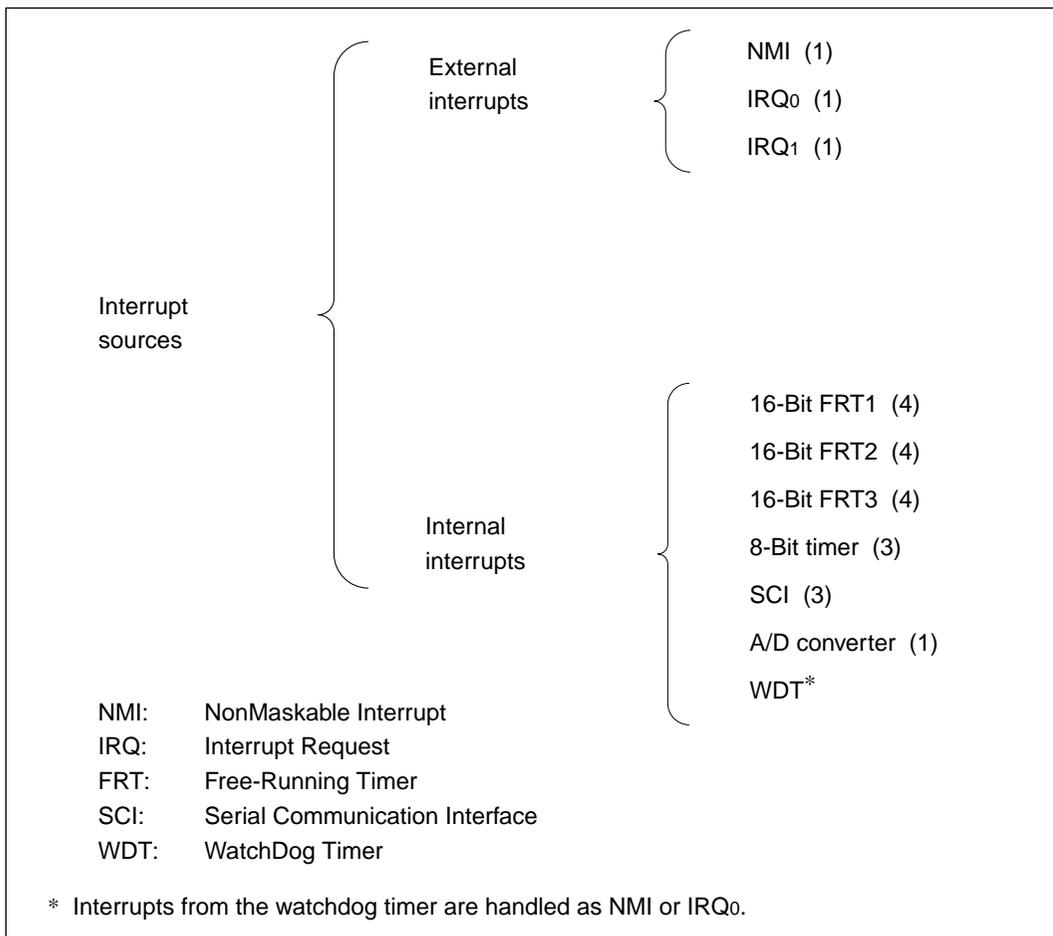 External
interrupts
NMI (1)
IRQ0 (1)
IRQ1 (1)
Interrupt
sources
Internal
interrupts
16-Bit FRT1 (4)
16-Bit FRT2 (4)
16-Bit FRT3 (4)
8-Bit timer (3)
SCI (3)
A/D converter (1)
WDT*
NMI: NonMaskable Interrupt
IRQ: Interrupt Request
FRT: Free-Running Timer
SCI: Serial Communication Interface
WDT: WatchDog Timer
* Interrupts from the watchdog timer are handled as NMI or IRQ0.